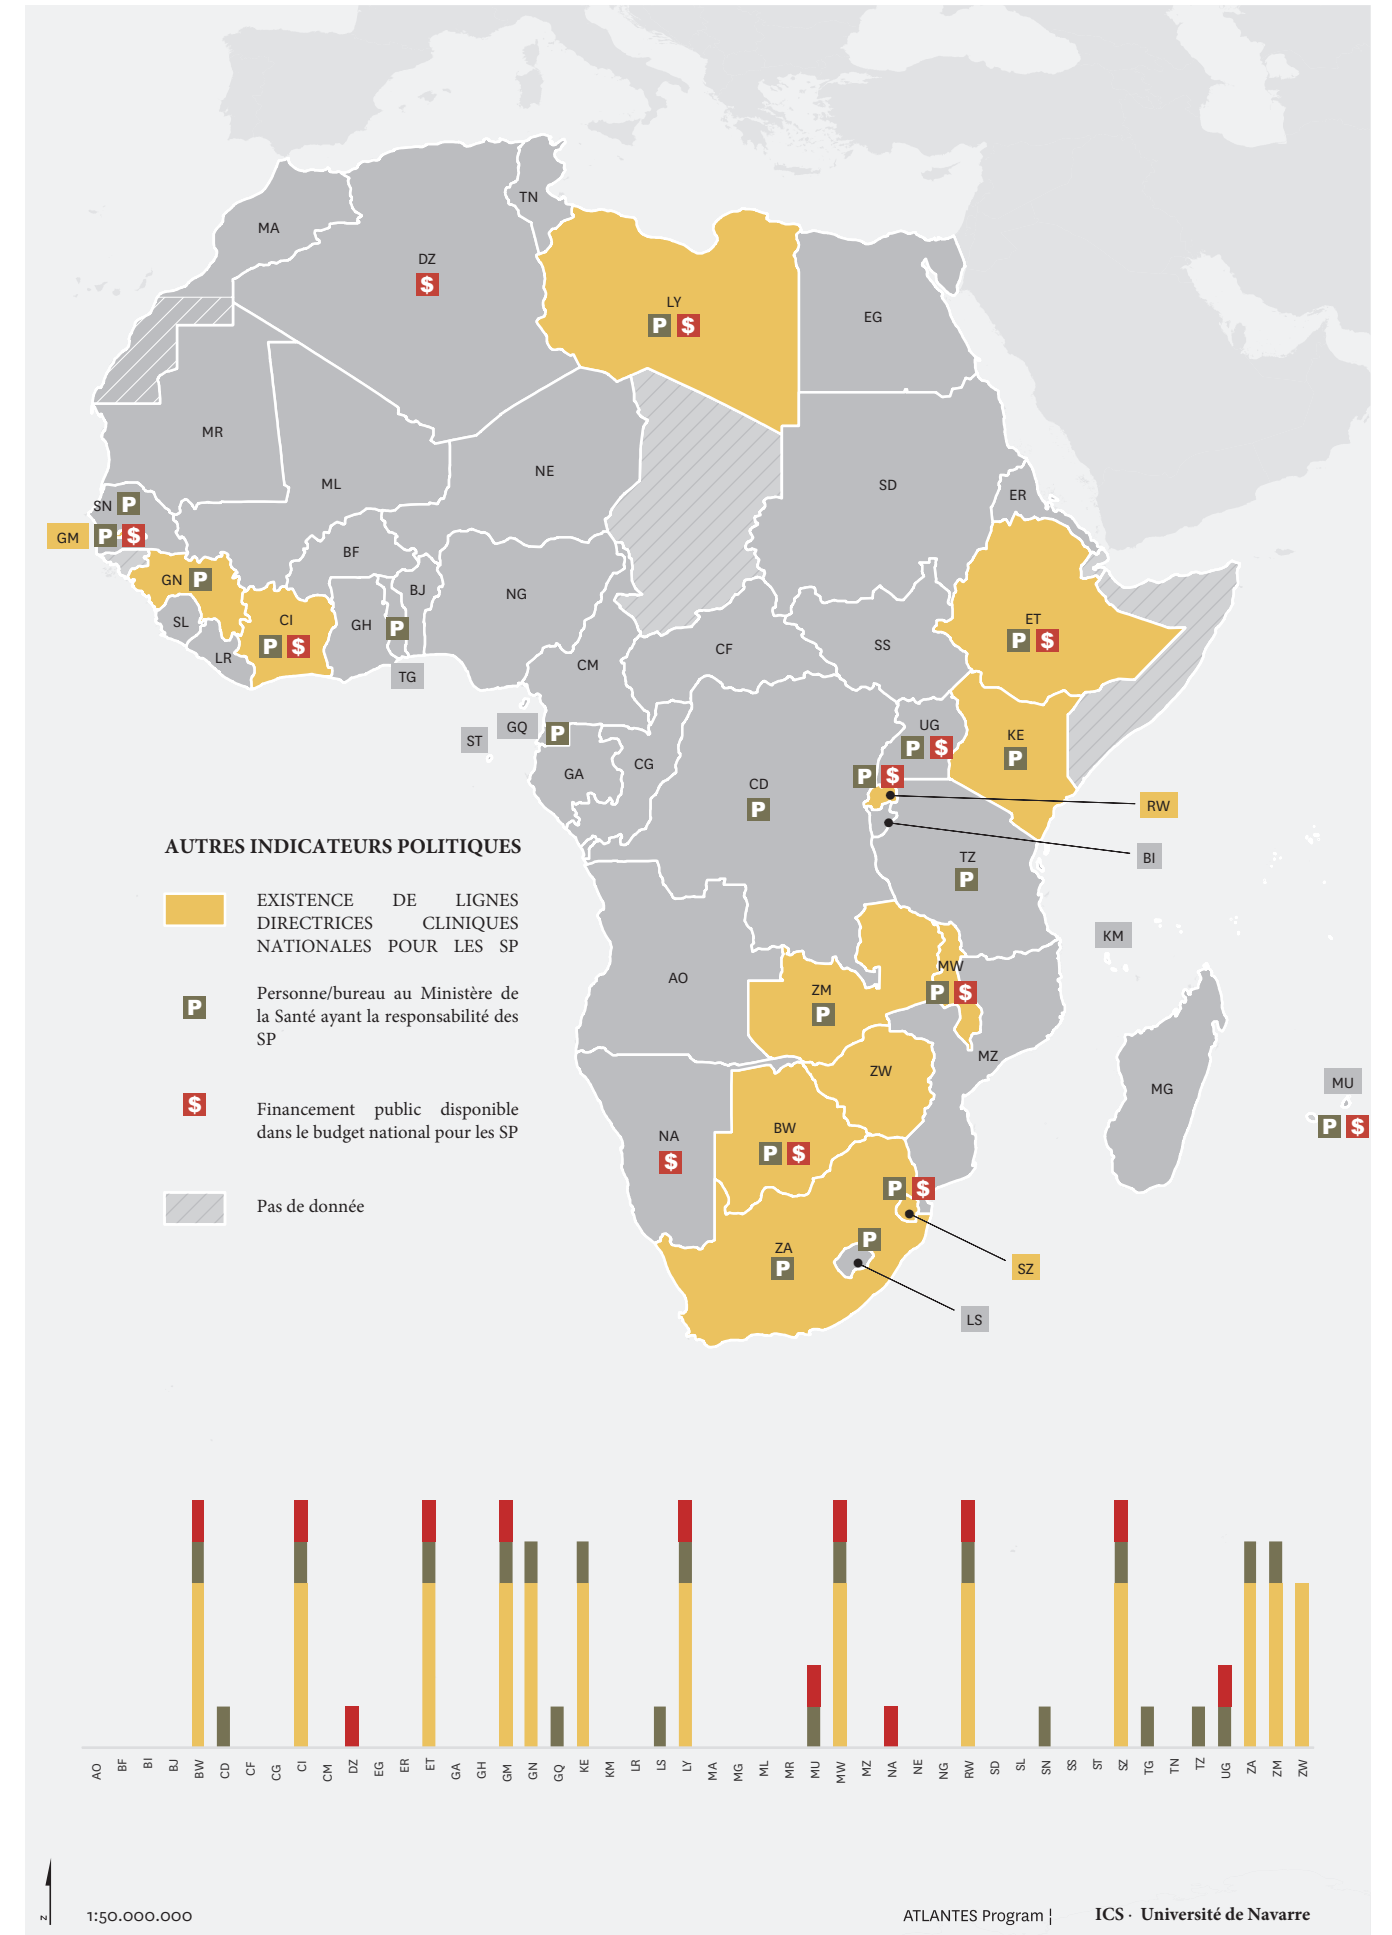 TN
MA
DZ
$
LY
P $
EG
MR
ML
NE
SD
ER
SN P
GM P $
BF
GN P
BJ
NG
SL
CI
P $
GH
P
ET
P $
LR
TG
CM
CF
SS
GQ P
ST
UG
P $
KE
P
GA
CG
CD
P
P $
RW
BI
TZ
P
AUTRES INDICATEURS POLITIQUES
EXISTENCE DE LIGNES
DIRECTRICES CLINIQUES
NATIONALES POUR LES SP
P
Personne/bureau au Ministère de
la Santé ayant la responsabilité des
SP
$
Financement public disponible
dans le budget national pour les SP
Pas de donnée
KM
AO
MW
P $
ZM
P
MZ
ZW
MG
MU
P $
BW
P $
NA
$
P $
P
ZA
P
SZ
LS
AO
BF
BI
BJ
BW
CD
CF
CG
CI
CM
DZ
EG
ER
ET
GA
GH
GM
GN
GQ
KE
KM
LR
LS
LY
MA
MG
ML
MR
MU
MW
MZ
NA
NE
NG
RW
SD
SL
SN
SS
ST
SZ
TG
TN
TZ
UG
ZA
ZM
ZW
N
1:50.000.000
ATLANTES Program ¦ ICS · Université de Navarre